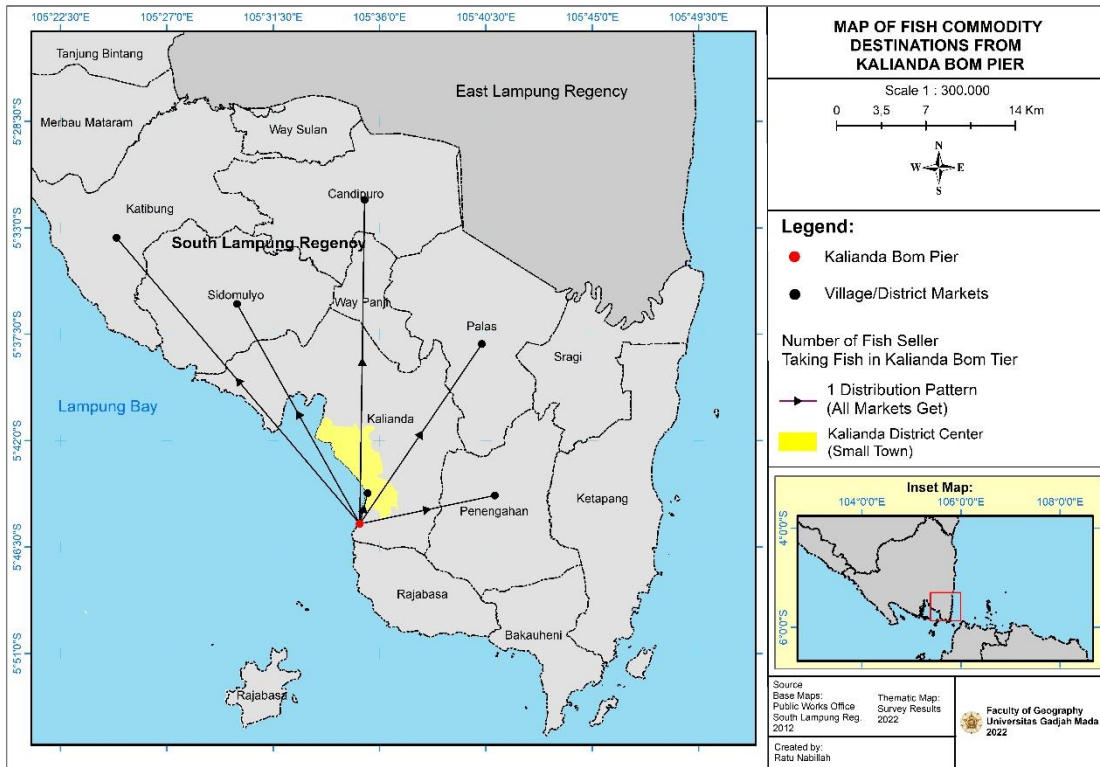 105°22'30"E
105°27'0"E
105°31'30"E
105°36'0"E
105°40'30"E
105°45'0"E
105°49'30"E
5°28'30"S
5°33'0"S
5°37'30"S
5°42'0"S
5°46'30"S
5°51'0"S
Tanjung Bintang
Merbau Mataram
Way Sulan
East Lampung Regency
Candipuro
Katibung
South Lampung Regency
Sidomulyo
Way Panji
Palas
Sragi
Lampung Bay
Kalianda
Ketapang
Penengahan
Rajabasa
Bakauheni
Rajabasa
MAP OF FISH COMMODITY
DESTINATIONS FROM
KALIANDA BOM PIER
Scale 1 : 300.000
0 3,5 7 14 Km
N
W E
S
Legend:
Kalianda Bom Pier
Village/District Markets
Number of Fish Seller
Taking Fish in Kalianda Bom Tier
1 Distribution Pattern
(All Markets Get)
Kalianda District Center
(Small Town)
Inset Map:
104°0'0"E
106°0'0"E
108°0'0"E
4°0'0"S
6°0'0"S
Source
Base Maps:
Public Works Office
South Lampung Reg.
2012
Thematic Map:
Survey Results
2022
Created by:
Ratu Nabillah
Faculty of Geography
Universitas Gadjah Mada
2022